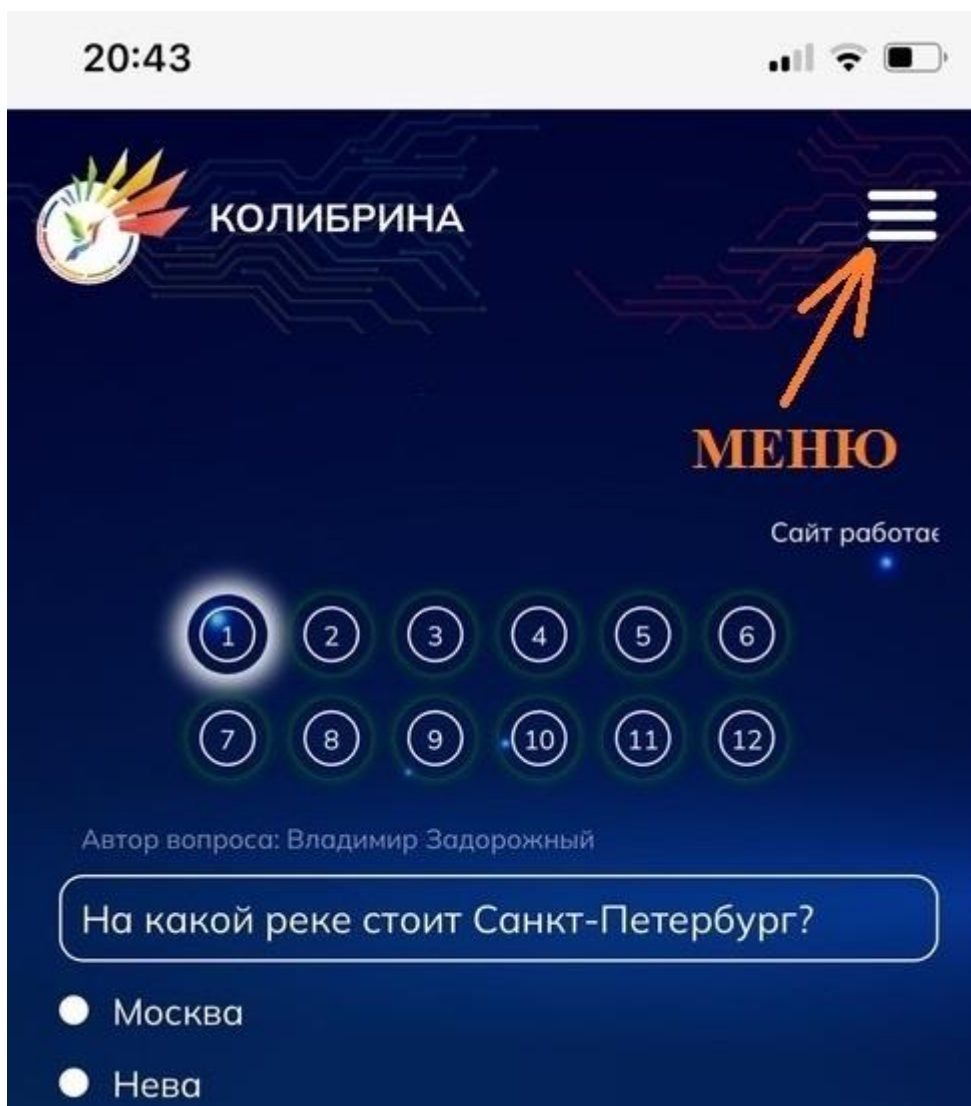 20:43
КОЛИБРИНА
МЕНЮ
Сайт работае
1 2 3 4 5 6
7 8 9 10 11 12
Автор вопроса: Владимир Задорожный
На какой реке стоит Санкт-Петербург?
Москва
Нева